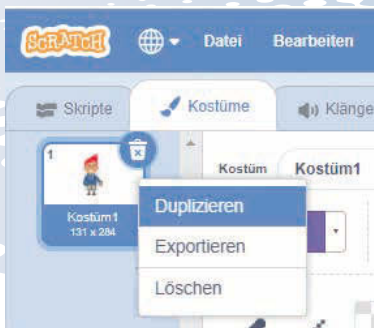 SCRATCH Datei Bearbeiten
Skripte Kostüme Klänge
1
Kostüm Kostüm1
Kostüm1
131 x 284
Duplizieren
Exportieren
Löschen